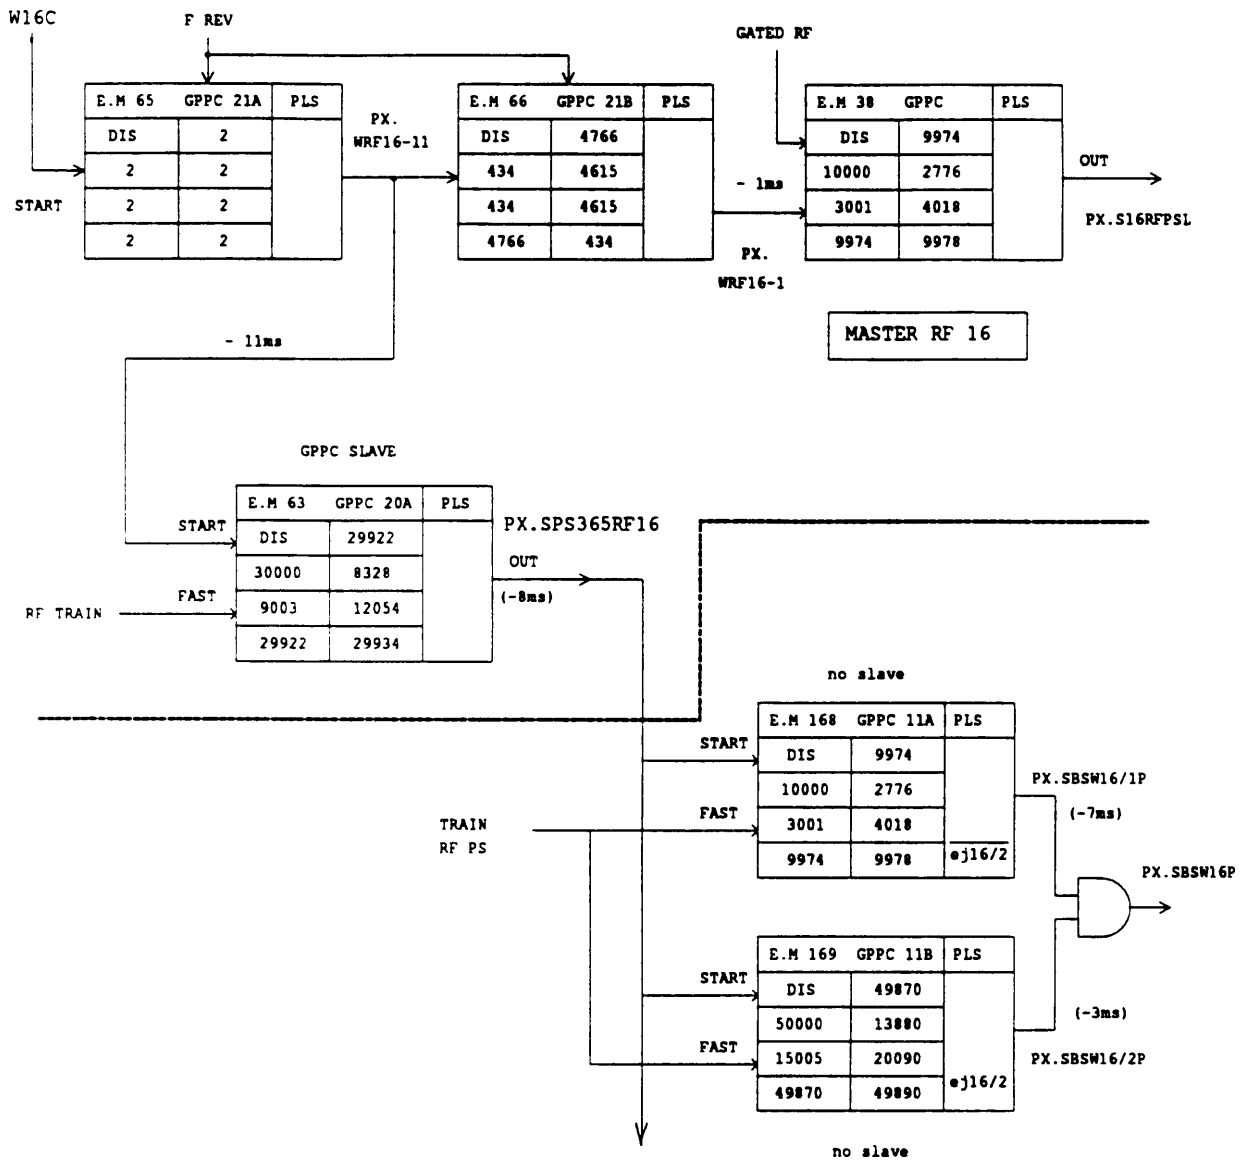 W16C
F REV
GATED RF
E.M 65 GPPC 21A PLS
DIS 2
2 2
2 2
2 2
START
PX.
WRF16-11
E.M 66 GPPC 21B PLS
DIS 4766
434 4615
434 4615
4766 434
- 1ms
PX.
WRF16-1
E.M 38 GPPC PLS
DIS 9974
10000 2776
3001 4018
9974 9978
OUT
PX.S16RFPSL
MASTER RF 16
- 11ms
GPPC SLAVE
E.M 63 GPPC 20A PLS
DIS 29922
30000 8328
9003 12054
29922 29934
START
FAST
RF TRAIN
PX.SPS365RF16
OUT
(-8ms)
no slave
E.M 168 GPPC 11A PLS
DIS 9974
10000 2776
3001 4018
9974 9978 ej16/2
START
FAST
TRAIN
RF PS
PX.SBSW16/1P
(-7ms)
PX.SBSW16P
E.M 169 GPPC 11B PLS
DIS 49870
50000 13880
15005 20090
49870 49890 ej16/2
START
FAST
(-3ms)
PX.SBSW16/2P
no slave